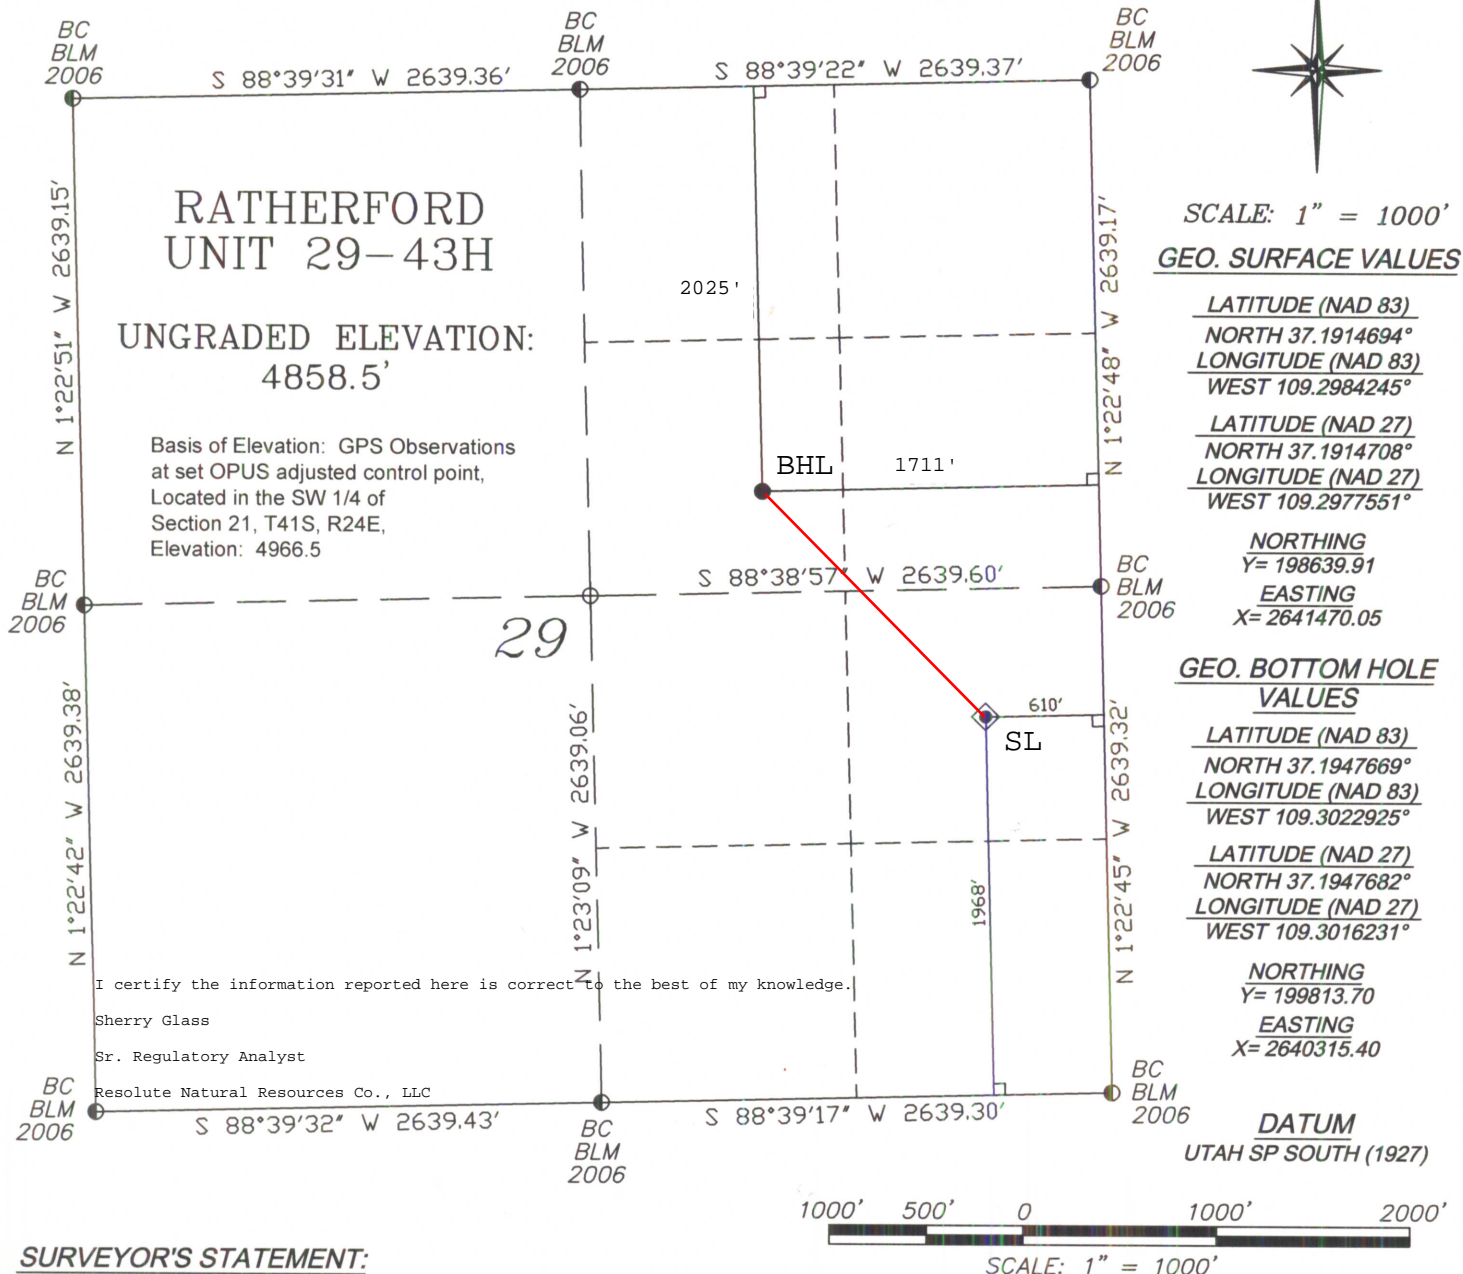 BC
BLM
2006
BC
BLM
2006
BC
BLM
2006
S 88°39'31" W 2639.36'
S 88°39'22" W 2639.37'
N 1°22'51" W 2639.15'
RATHERFORD
UNIT 29-43H
UNGRADED ELEVATION:
4858.5'
Basis of Elevation: GPS Observations
at set OPUS adjusted control point,
Located in the SW 1/4 of
Section 21, T41S, R24E,
Elevation: 4966.5
2025'
N 1°22'48" W 2639.17'
BHL
1711'
BC
BLM
2006
S 88°38'57" W 2639.60'
BC
BLM
2006
29
610'
SL
N 1°22'42" W 2639.38'
N 1°23'09" W 2639.06'
1968'
N 1°22'45" W 2639.32'
I certify the information reported here is correct to the best of my knowledge.
Sherry Glass
Sr. Regulatory Analyst
Resolute Natural Resources Co., LLC
BC
BLM
2006
S 88°39'32" W 2639.43'
BC
BLM
2006
S 88°39'17" W 2639.30'
BC
BLM
2006
SCALE: 1" = 1000'
GEO. SURFACE VALUES
LATITUDE (NAD 83)
NORTH 37.1914694°
LONGITUDE (NAD 83)
WEST 109.2984245°
LATITUDE (NAD 27)
NORTH 37.1914708°
LONGITUDE (NAD 27)
WEST 109.2977551°
NORTHING
Y= 198639.91
EASTING
X= 2641470.05
GEO. BOTTOM HOLE
VALUES
LATITUDE (NAD 83)
NORTH 37.1947669°
LONGITUDE (NAD 83)
WEST 109.3022925°
LATITUDE (NAD 27)
NORTH 37.1947682°
LONGITUDE (NAD 27)
WEST 109.3016231°
NORTHING
Y= 199813.70
EASTING
X= 2640315.40
DATUM
UTAH SP SOUTH (1927)
1000' 500' 0 1000' 2000'
SCALE: 1" = 1000'
SURVEYOR'S STATEMENT: